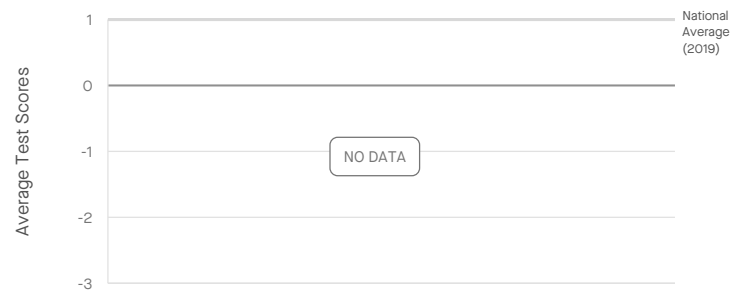 1
National
Average
(2019)
0
Average Test Scores
-1
NO DATA
-2
-3